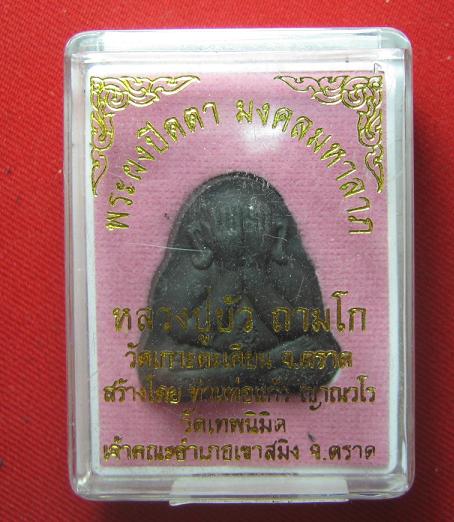 พระผงปิดตา มงคลมหาลาภ
หลวงปู่บัว ถามโก
วัดเกาะตะเคียน จ.ตราด
สร้างโดย ท่านพ่อแก้ว ญาณวโร
วัดเทพนิมิต
เจ้าคณะอำเภอเขาสมิง จ.ตราด